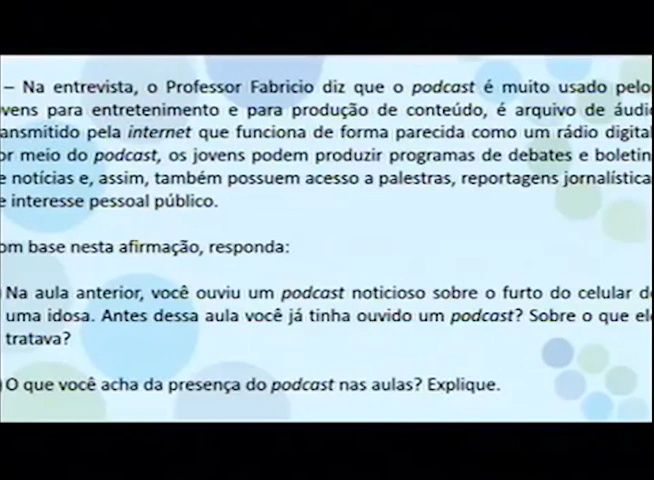 – Na entrevista, o Professor Fabricio diz que o podcast é muito usado pelo
vens para entretenimento e para produção de conteúdo, é arquivo de áudi
ansmitido pela internet que funciona de forma parecida como um rádio digital
or meio do podcast, os jovens podem produzir programas de debates e boletin
e notícias e, assim, também possuem acesso a palestras, reportagens jornalística
e interesse pessoal público.
om base nesta afirmação, responda:
) Na aula anterior, você ouviu um podcast noticioso sobre o furto do celular d
uma idosa. Antes dessa aula você já tinha ouvido um podcast? Sobre o que el
tratava?
) O que você acha da presença do podcast nas aulas? Explique.